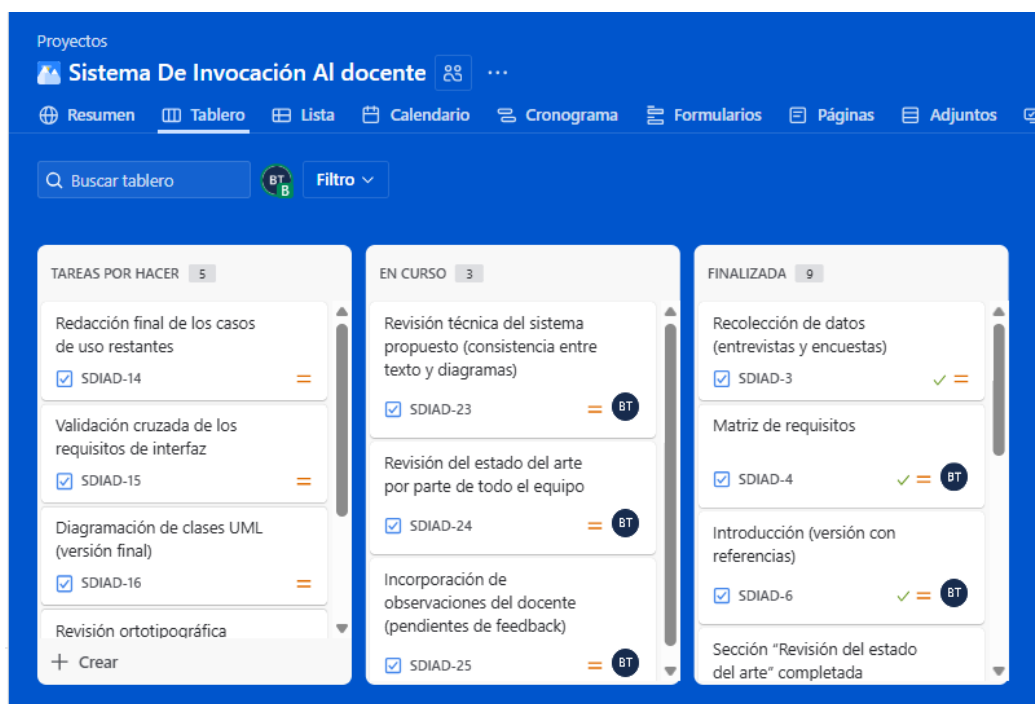 Proyectos
Sistema De Invocación Al docente
Resumen Tablero Lista Calendario Cronograma Formularios Páginas Adjuntos
Buscar tablero BT B Filtro
TAREAS POR HACER 5
Redacción final de los casos
de uso restantes
SDIAD-14
Validación cruzada de los
requisitos de interfaz
SDIAD-15
Diagramación de clases UML
(versión final)
SDIAD-16
Revisión ortotipográfica
+ Crear
EN CURSO 3
Revisión técnica del sistema
propuesto (consistencia entre
texto y diagramas)
SDIAD-23 BT
Revisión del estado del arte
por parte de todo el equipo
SDIAD-24 BT
Incorporación de
observaciones del docente
(pendientes de feedback)
SDIAD-25 BT
FINALIZADA 9
Recolección de datos
(entrevistas y encuestas)
SDIAD-3
Matriz de requisitos
SDIAD-4 BT
Introducción (versión con
referencias)
SDIAD-6 BT
Sección “Revisión del estado
del arte” completada